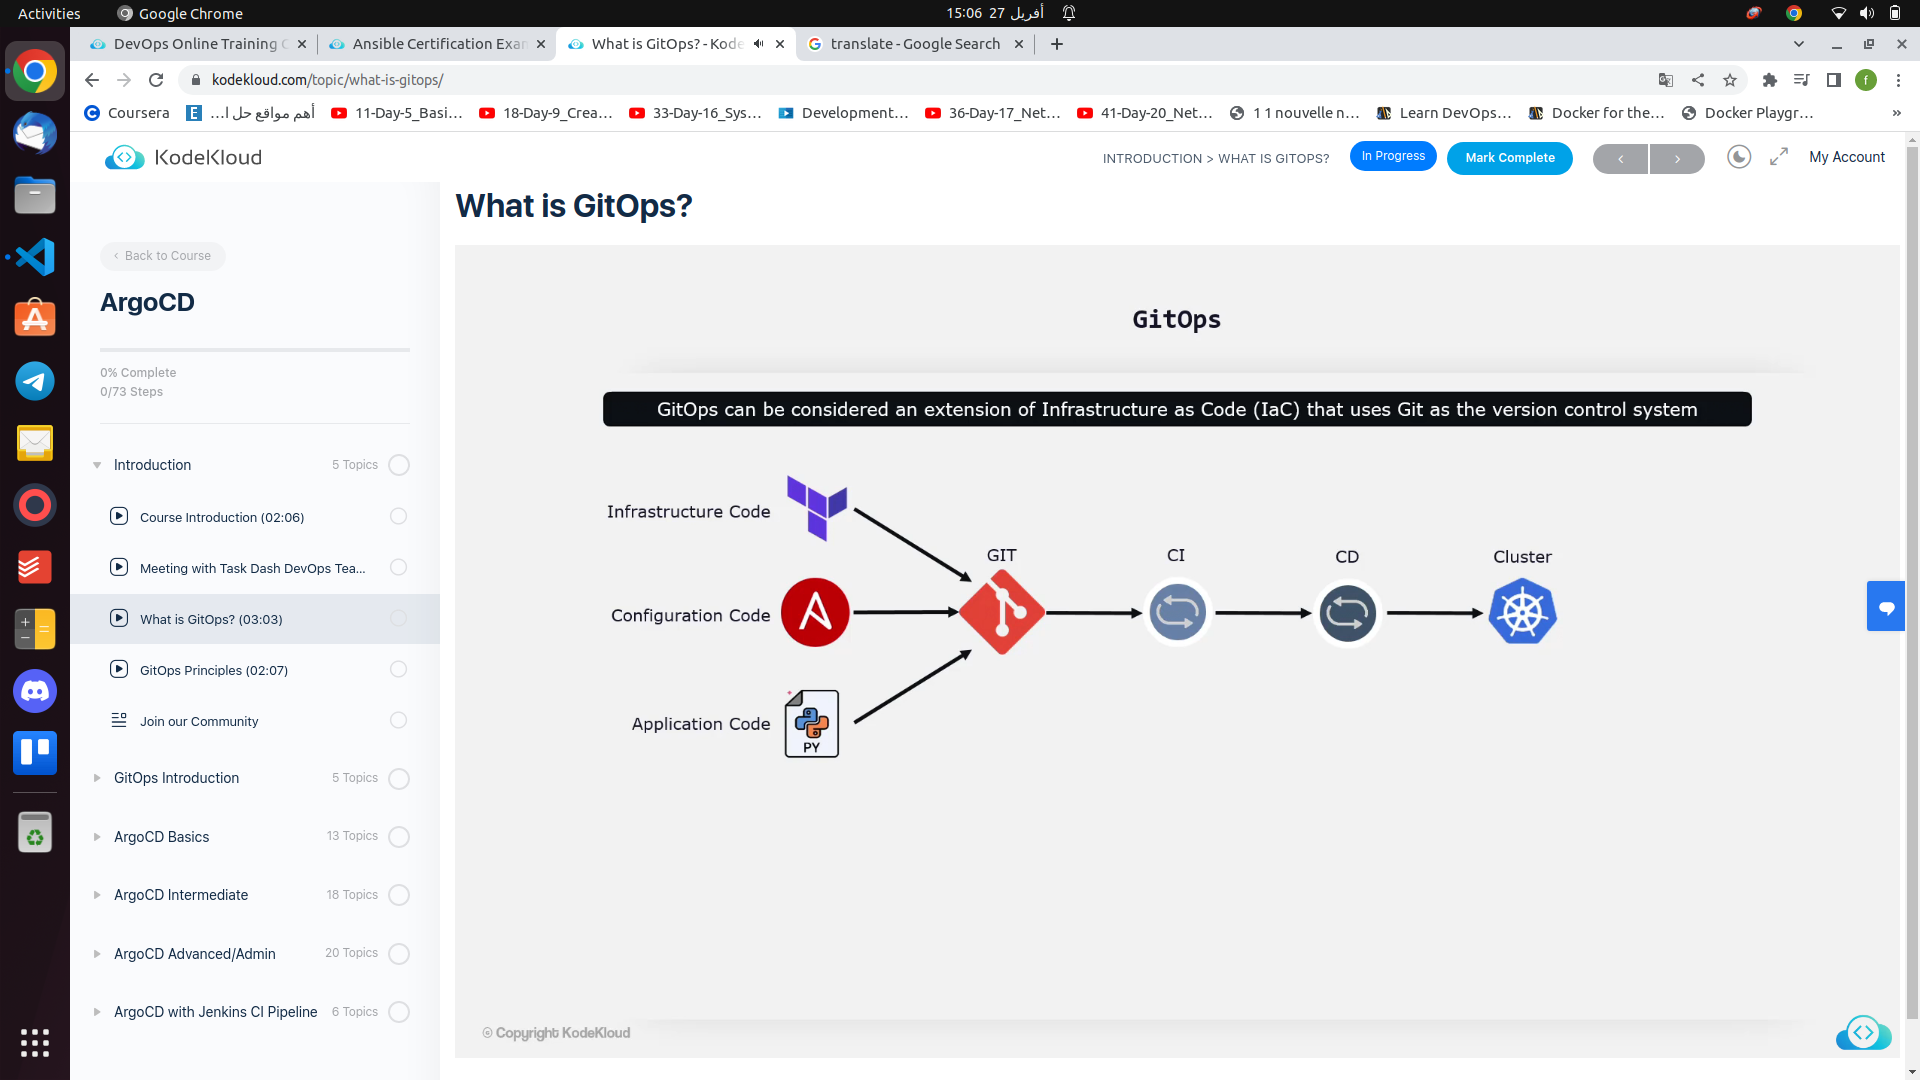 Activities
Google Chrome
15:06 27 أفريل
DevOps Online Training C
Ansible Certification Exan
What is GitOps? - Kode
translate - Google Search
kodekloud.com/topic/what-is-gitops/
Coursera
أهم مواقع حل ا...
11-Day-5_Basi...
18-Day-9_Crea...
33-Day-16_Sys...
Development...
36-Day-17_Net...
41-Day-20_Net...
1 1 nouvelle n...
Learn DevOps...
Docker for the...
Docker Playgr...
»
KodeKloud
INTRODUCTION > WHAT IS GITOPS?
In Progress
Mark Complete
My Account
What is GitOps?
Back to Course
ArgoCD
0% Complete
0/73 Steps
Introduction
5 Topics
Course Introduction (02:06)
Meeting with Task Dash DevOps Tea...
What is GitOps? (03:03)
GitOps Principles (02:07)
Join our Community
GitOps Introduction
5 Topics
ArgoCD Basics
13 Topics
ArgoCD Intermediate
18 Topics
ArgoCD Advanced/Admin
20 Topics
ArgoCD with Jenkins CI Pipeline
6 Topics
GitOps
GitOps can be considered an extension of Infrastructure as Code (IaC) that uses Git as the version control system
Infrastructure Code
Configuration Code
Application Code
PY
GIT
CI
CD
Cluster
© Copyright KodeKloud